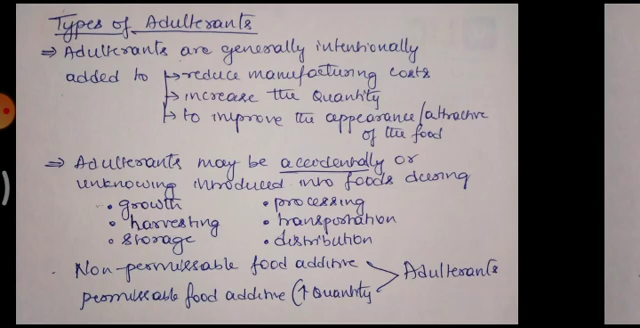 Types of Adulterants
⇒ Adulterants are generally intentionally
added to → reduce manufacturing costs
→ increase the Quantity
→ to improve the appearance/attractive
of the food
⇒ Adulterants may be accidentally or
unknowing introduced into foods during
• growth • processing
• harvesting • transportation
• storage • distribution
Non-permissable food additive
Adulterants
permissable food additive (↑ Quantity